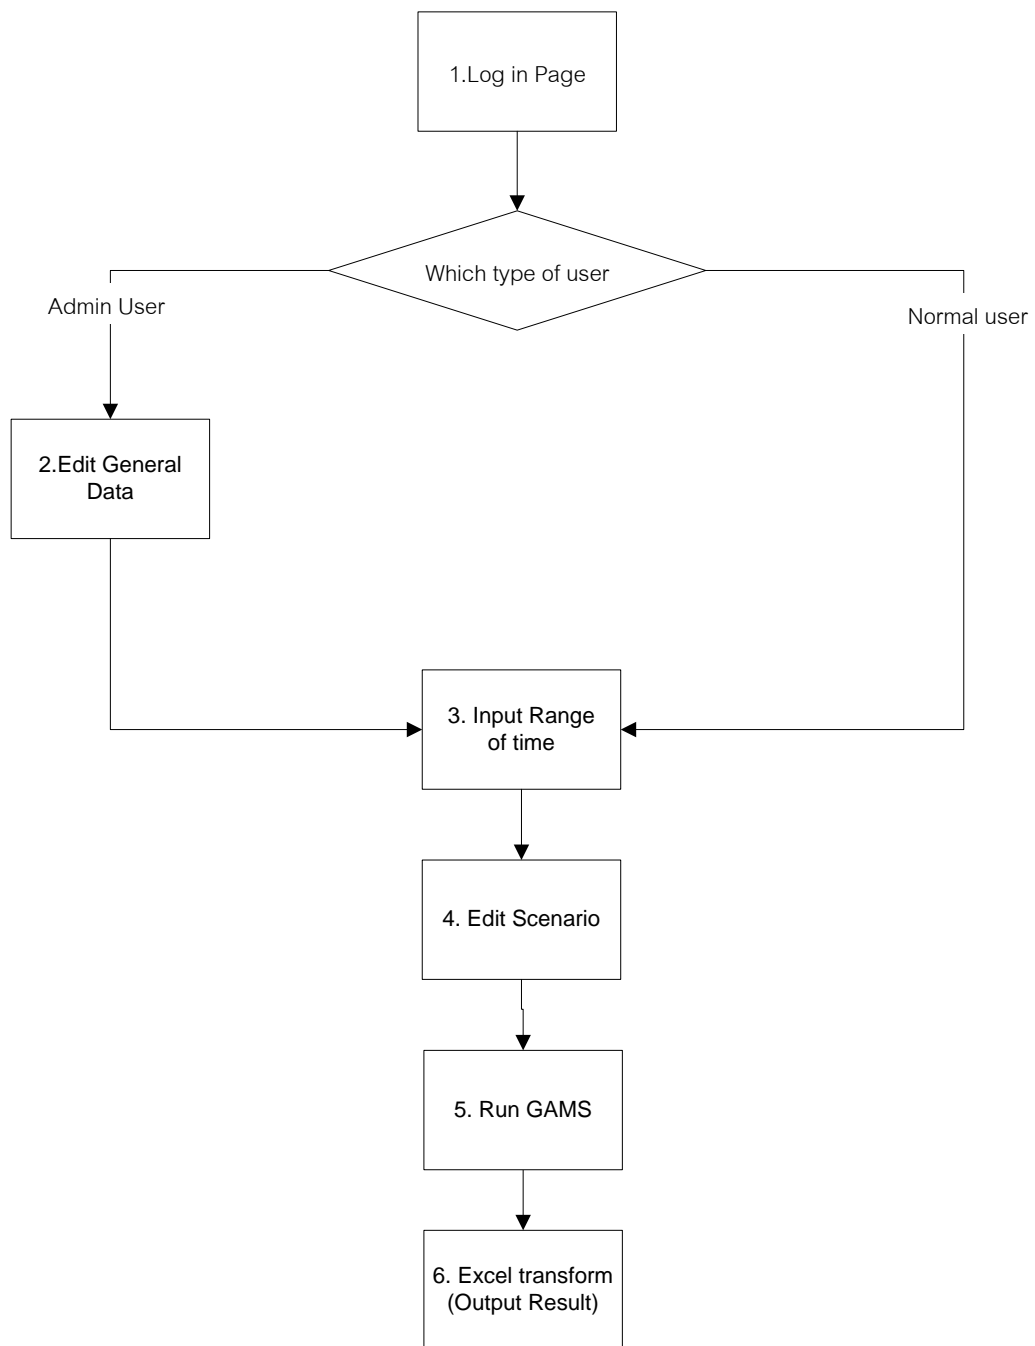 1.Log in Page
Which type of user
Admin User
Normal user
2.Edit General
Data
3. Input Range
of time
4. Edit Scenario
5. Run GAMS
6. Excel transform
(Output Result)